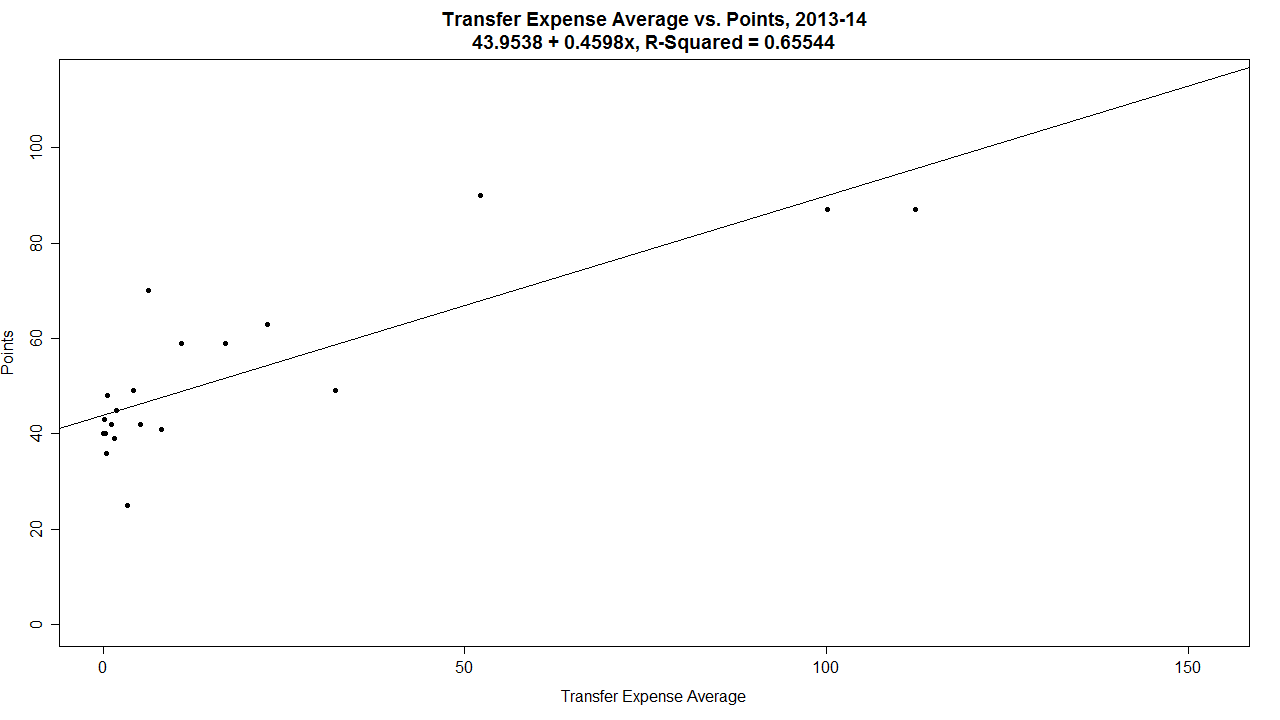 Transfer Expense Average vs. Points, 2013-14
43.9538 + 0.4598x, R-Squared = 0.65544
Points
100
80
60
40
20
0
0 50 100 150
Transfer Expense Average